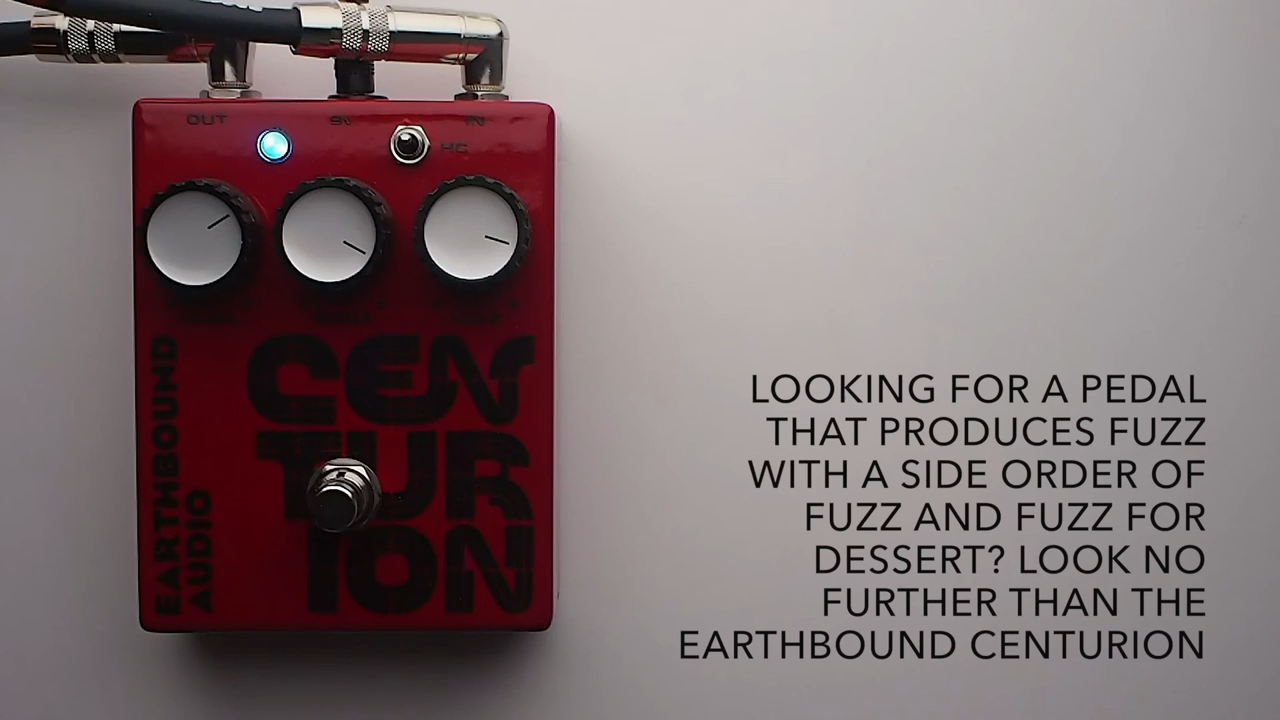 OUT 9V IN
HC
CEN
TUR
ION
EARTHBOUND
AUDIO
LOOKING FOR A PEDAL
THAT PRODUCES FUZZ
WITH A SIDE ORDER OF
FUZZ AND FUZZ FOR
DESSERT? LOOK NO
FURTHER THAN THE
EARTHBOUND CENTURION